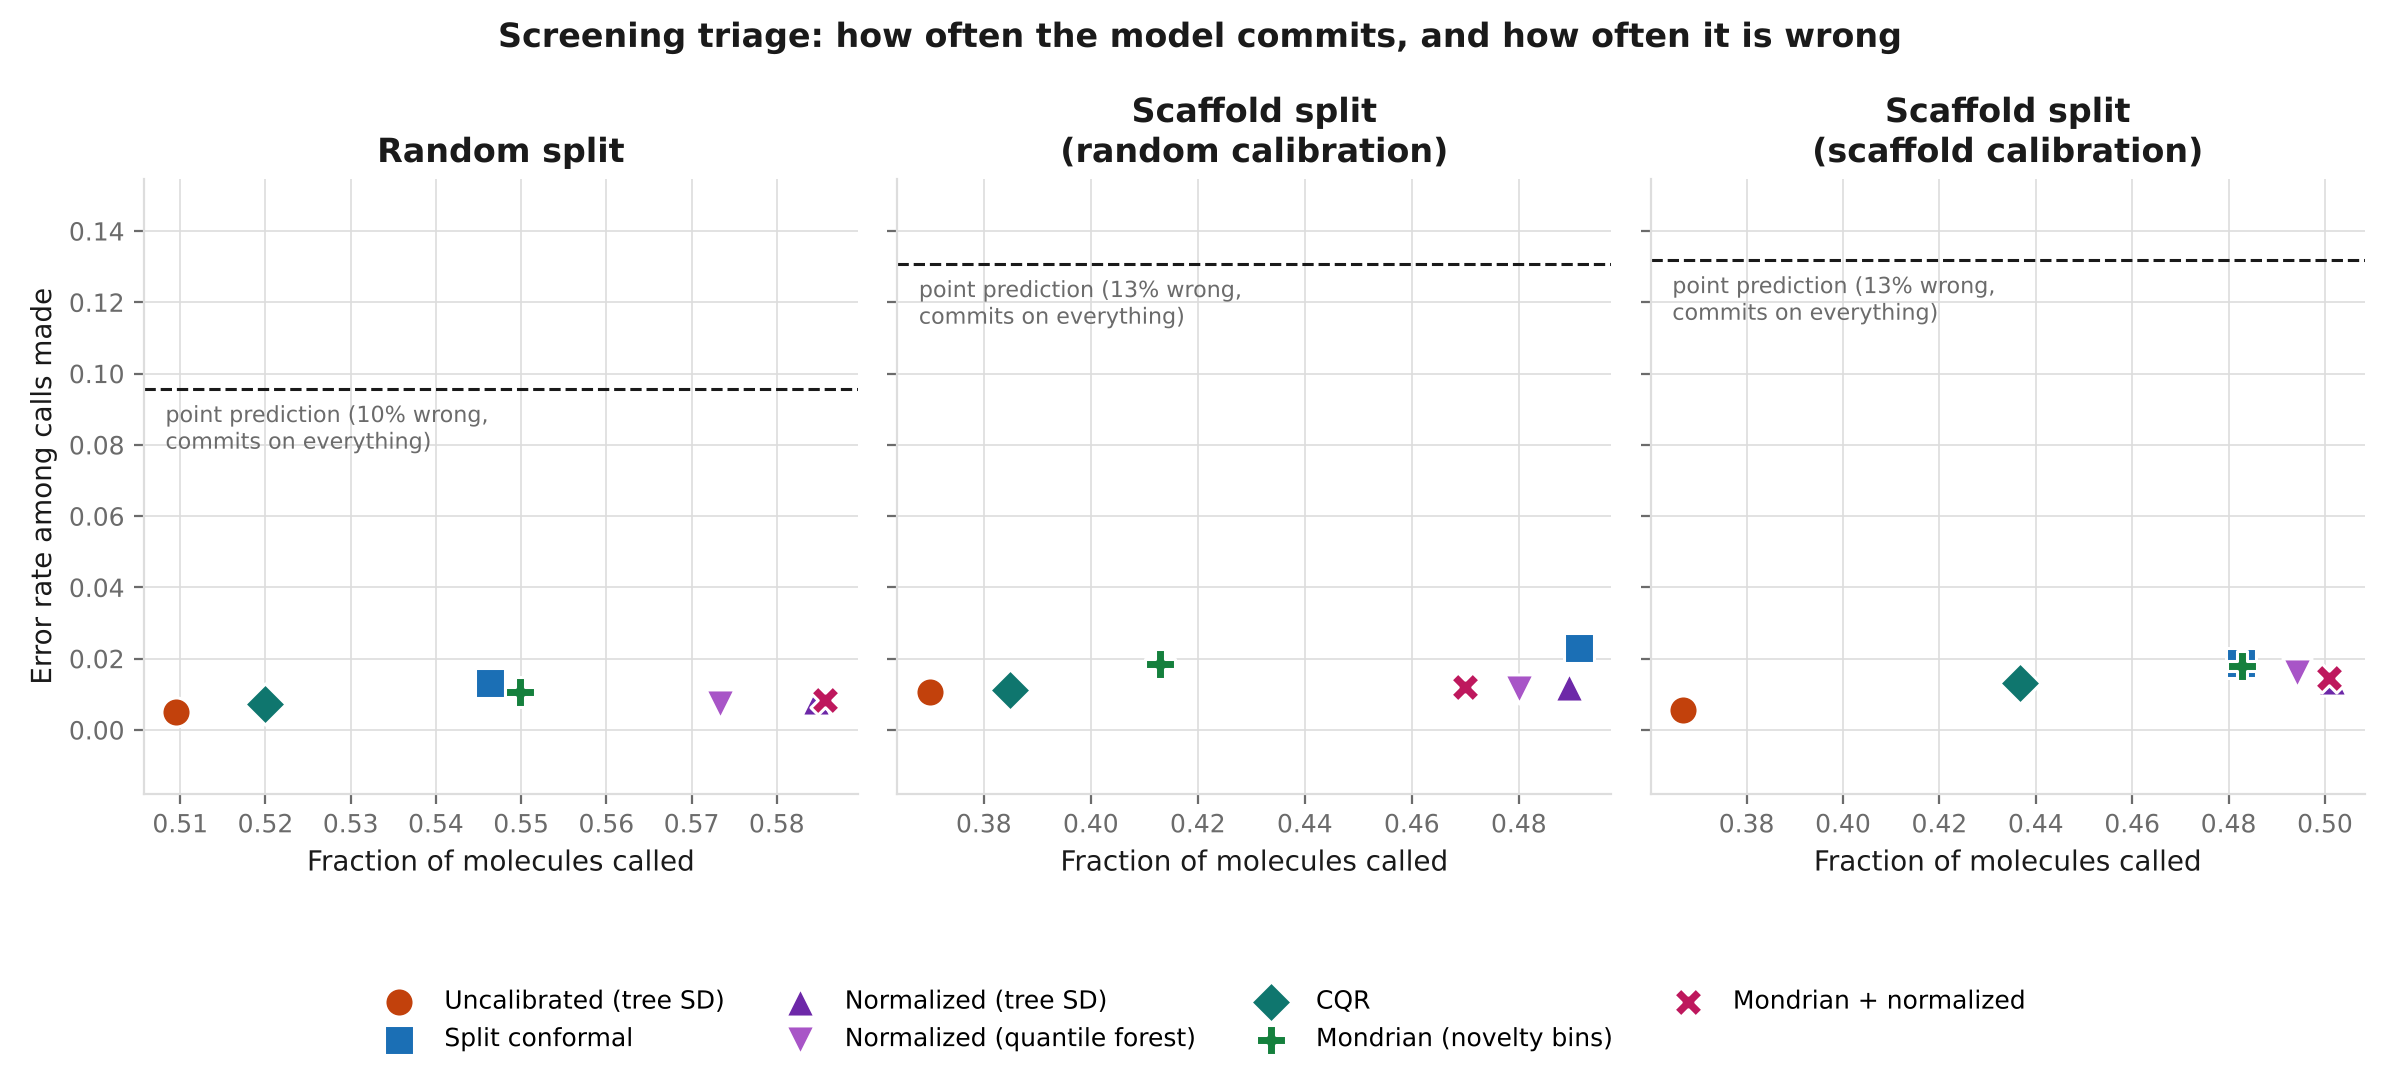 Screening triage: how often the model commits, and how often it is wrong
Random split
Scaffold split
(random calibration)
Scaffold split
(scaffold calibration)
Error rate among calls made
0.14
0.12
0.10
0.08
0.06
0.04
0.02
0.00
point prediction (10% wrong,
commits on everything)
point prediction (13% wrong,
commits on everything)
point prediction (13% wrong,
commits on everything)
0.51 0.52 0.53 0.54 0.55 0.56 0.57 0.58
0.38 0.40 0.42 0.44 0.46 0.48
0.38 0.40 0.42 0.44 0.46 0.48 0.50
Fraction of molecules called
Fraction of molecules called
Fraction of molecules called
Uncalibrated (tree SD)
Split conformal
Normalized (tree SD)
Normalized (quantile forest)
CQR
Mondrian (novelty bins)
Mondrian + normalized